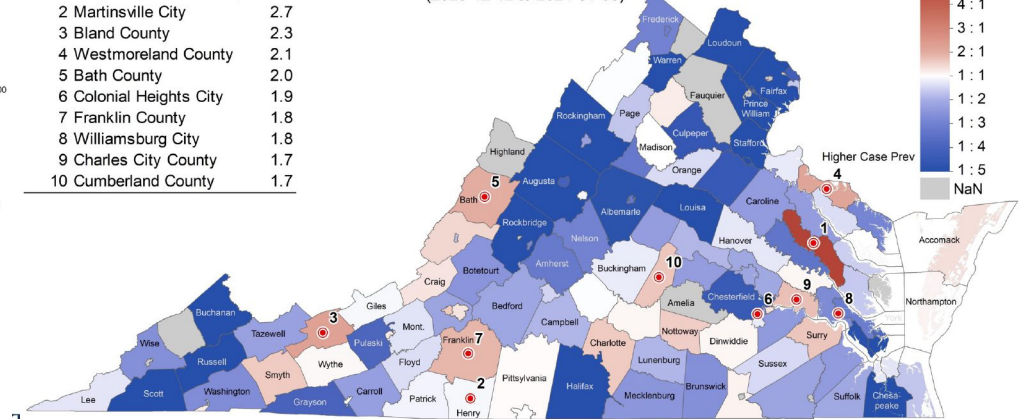 2 Martinsville City 2.7
3 Bland County 2.3
4 Westmoreland County 2.1
5 Bath County 2.0
6 Colonial Heights City 1.9
7 Franklin County 1.8
8 Williamsburg City 1.8
9 Charles City County 1.7
10 Cumberland County 1.7
4 : 1
3 : 1
2 : 1
1 : 1
1 : 2
1 : 3
1 : 4
1 : 5
NaN
Higher Case Prev
Frederick
Loudoun
Warren
Fauquier
Fairfax
Prince
William
Rockingham
Page
Culpeper
Stafford
Madison
Highland
Orange
5
Augusta
Bath
4
Caroline
Albemarle
Louisa
Rockbridge
1
Nelson
Hanover
Accomack
Botetourt
Amherst
Buckingham
10
Craig
Chesterfield
9
Amelia
6
8
Northampton
Giles
Bedford
Buchanan
3
Campbell
Mont.
Tazewell
Nottoway
Surry
Wise
Franklin 7
Charlotte
Dinwiddie
Pulaski
Russell
Wythe
Floyd
Lunenburg
Sussex
Smyth
Pittsylvania
2
Halifax
Brunswick
Washington
Carroll
Scott
Patrick
Mecklenburg
Suffolk
Chesa-
peake
Lee
Grayson
Henry